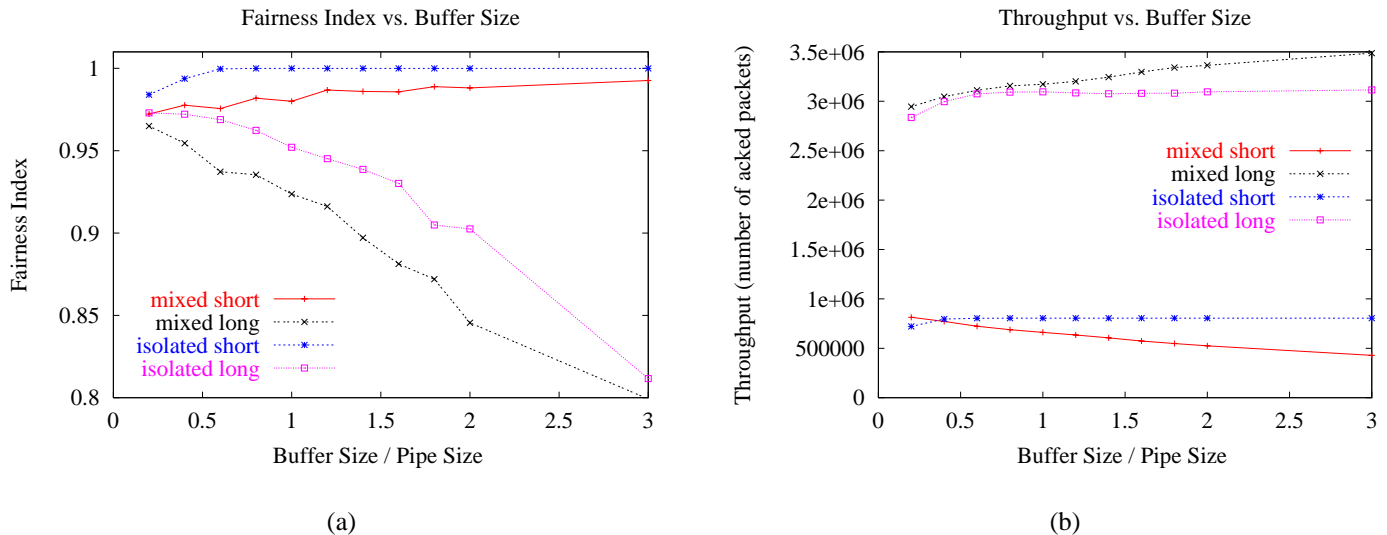 Fairness Index vs. Buffer Size
1
0.95
0.9
0.85
0.8
Fairness Index
mixed short
mixed long
isolated short
isolated long
0 0.5 1 1.5 2 2.5 3
Buffer Size / Pipe Size
(a)
Throughput vs. Buffer Size
3.5e+06
3e+06
2.5e+06
2e+06
1.5e+06
1e+06
500000
0
Throughput (number of acked packets)
mixed short
mixed long
isolated short
isolated long
0 0.5 1 1.5 2 2.5 3
Buffer Size / Pipe Size
(b)